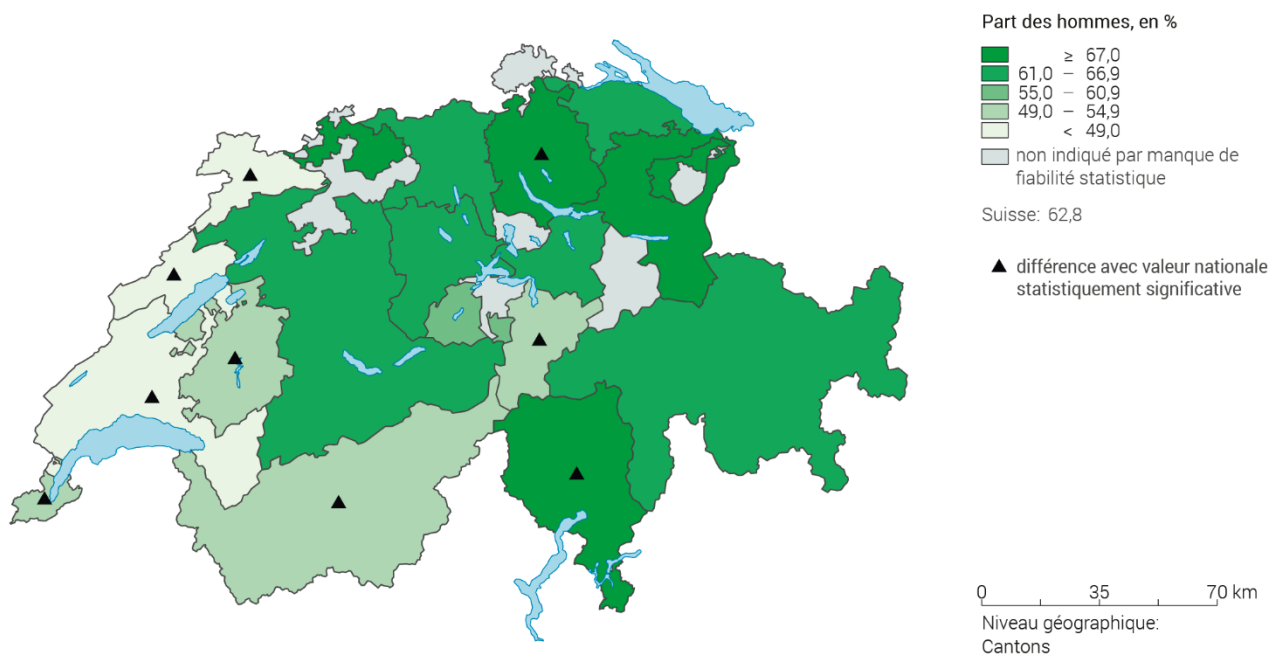 Part des hommes, en %
≥ 67,0
61,0 – 66,9
55,0 – 60,9
49,0 – 54,9
< 49,0
non indiqué par manque de
fiabilité statistique
Suisse: 62,8
▲ différence avec valeur nationale
statistiquement significative
0 35 70 km
Niveau géographique:
Cantons